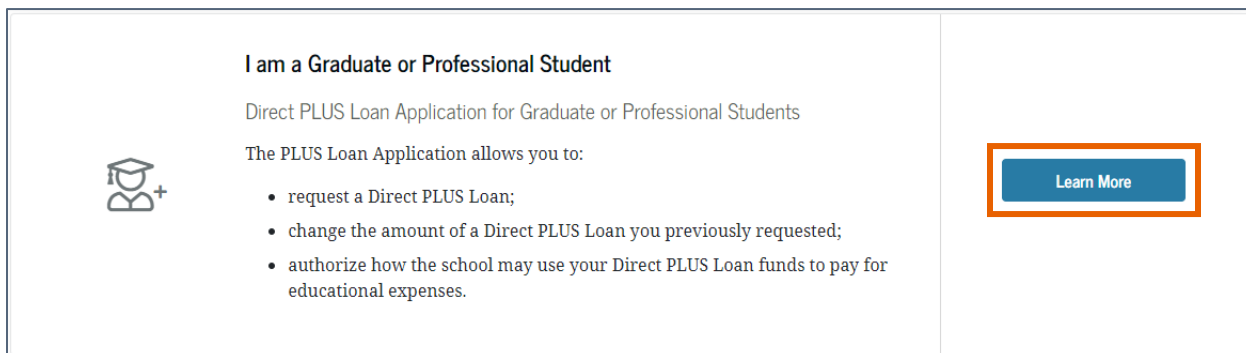 I am a Graduate or Professional Student
Direct PLUS Loan Application for Graduate or Professional Students
The PLUS Loan Application allows you to:
• request a Direct PLUS Loan;
• change the amount of a Direct PLUS Loan you previously requested;
• authorize how the school may use your Direct PLUS Loan funds to pay for
educational expenses.
Learn More